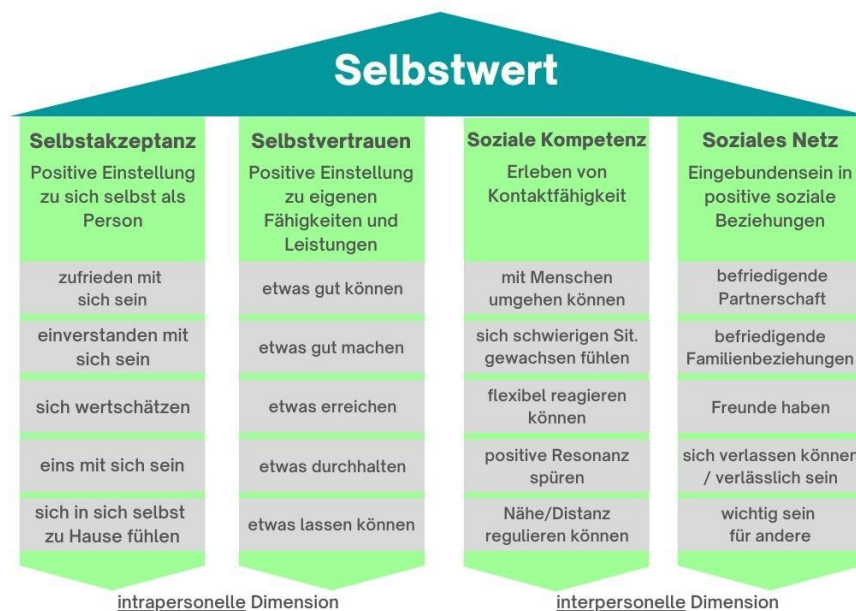 Selbstwert
Selbstakzeptanz
Positive Einstellung
zu sich selbst als
Person
zufrieden mit
sich sein
einverstanden mit
sich sein
sich wertschätzen
eins mit sich sein
sich in sich selbst
zu Hause fühlen
Selbstvertrauen
Positive Einstellung
zu eigenen
Fähigkeiten und
Leistungen
etwas gut können
etwas gut machen
etwas erreichen
etwas durchhalten
etwas lassen können
Soziale Kompetenz
Erleben von
Kontaktfähigkeit
mit Menschen
umgehen können
sich schwierigen Sit.
gewachsen fühlen
flexibel reagieren
können
positive Resonanz
spüren
Nähe/Distanz
regulieren können
Soziales Netz
Eingebundensein in
positive soziale
Beziehungen
befriedigende
Partnerschaft
befriedigende
Familienbeziehungen
Freunde haben
sich verlassen können
/ verlässlich sein
wichtig sein
für andere
intrapersonelle Dimension
interpersonelle Dimension